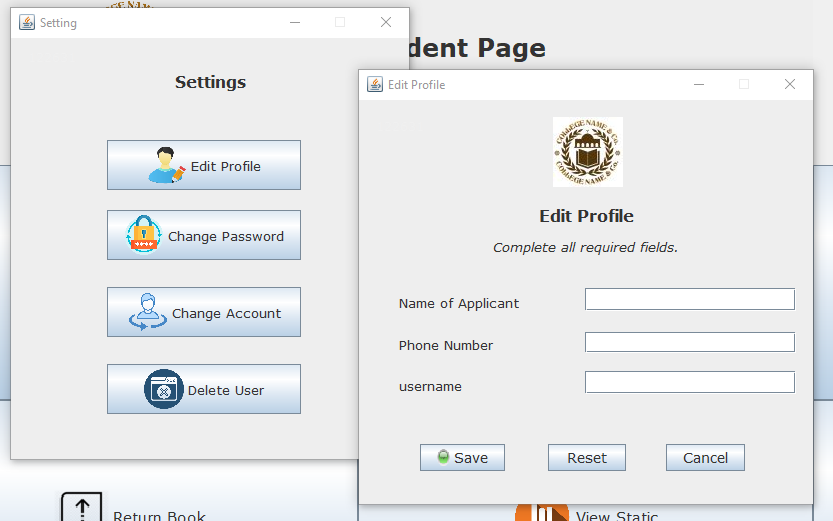 Setting
Settings
Edit Profile
Change Password
Change Account
Delete User
dent Page
Edit Profile
COLLEGE NAME & Co.
COLLEGE NAME & Co.
Edit Profile
Complete all required fields.
Name of Applicant
Phone Number
username
Save
Reset
Cancel
Return Book
View Static